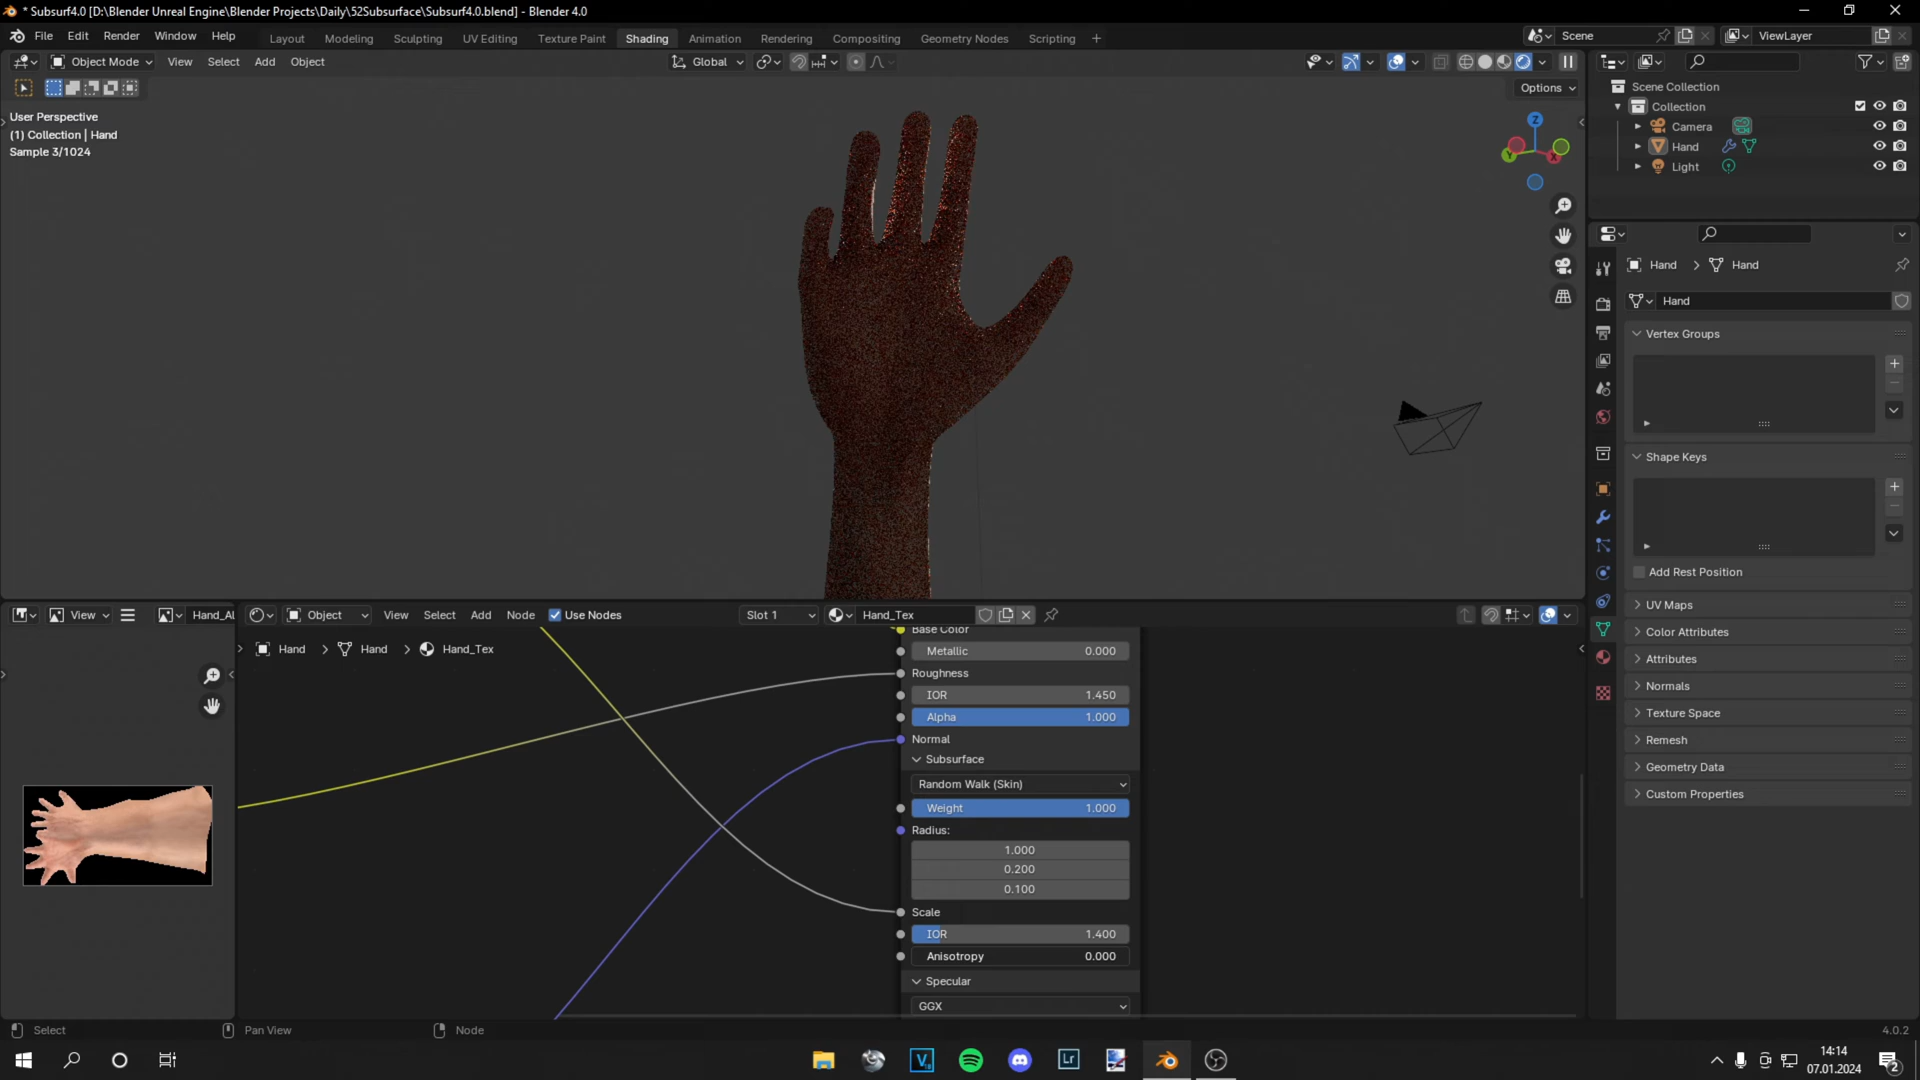 * Subsurf4.0 [D:\Blender Unreal Engine\Blender Projects\Daily\52Subsurface\Subsurf4.0.blend] - Blender 4.0
File Edit Render Window Help
Layout Modeling Sculpting UV Editing Texture Paint Shading Animation Rendering Compositing Geometry Nodes Scripting +
Scene
ViewLayer
Object Mode View Select Add Object
Global
Options
User Perspective
(1) Collection | Hand
Sample 3/1024
Z
Y
X
Scene Collection
Collection
Camera
Hand
Light
Hand > Hand
Hand
Vertex Groups
Shape Keys
Add Rest Position
UV Maps
Color Attributes
Attributes
Normals
Texture Space
Remesh
Geometry Data
Custom Properties
View
Hand_Al
Object View Select Add Node Use Nodes
Slot 1
Hand_Tex
Hand > Hand > Hand_Tex
Base Color
Metallic 0.000
Roughness
IOR 1.450
Alpha 1.000
Normal
Subsurface
Random Walk (Skin)
Weight 1.000
Radius:
1.000
0.200
0.100
Scale
IOR 1.400
Anisotropy 0.000
Specular
GGX
Select
Pan View
Node
4.0.2
Lr
14:14
07.01.2024
2